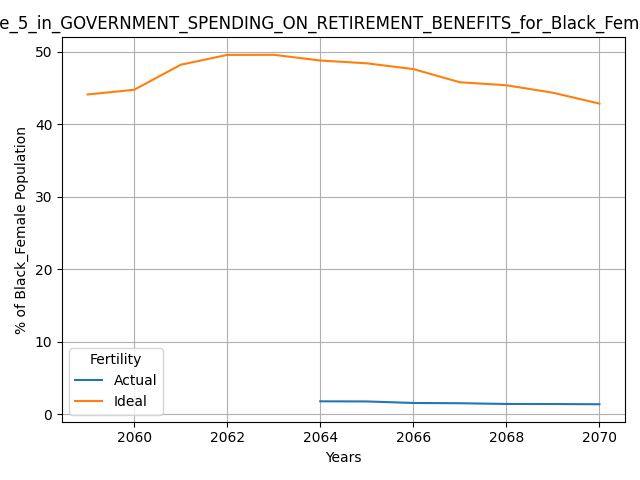 e_5_in_GOVERNMENT_SPENDING_ON_RETIREMENT_BENEFITS_for_Black_Fem
% of Black_Female Population
50
40
30
20
10
0
Fertility
Actual
Ideal
2060 2062 2064 2066 2068 2070
Years